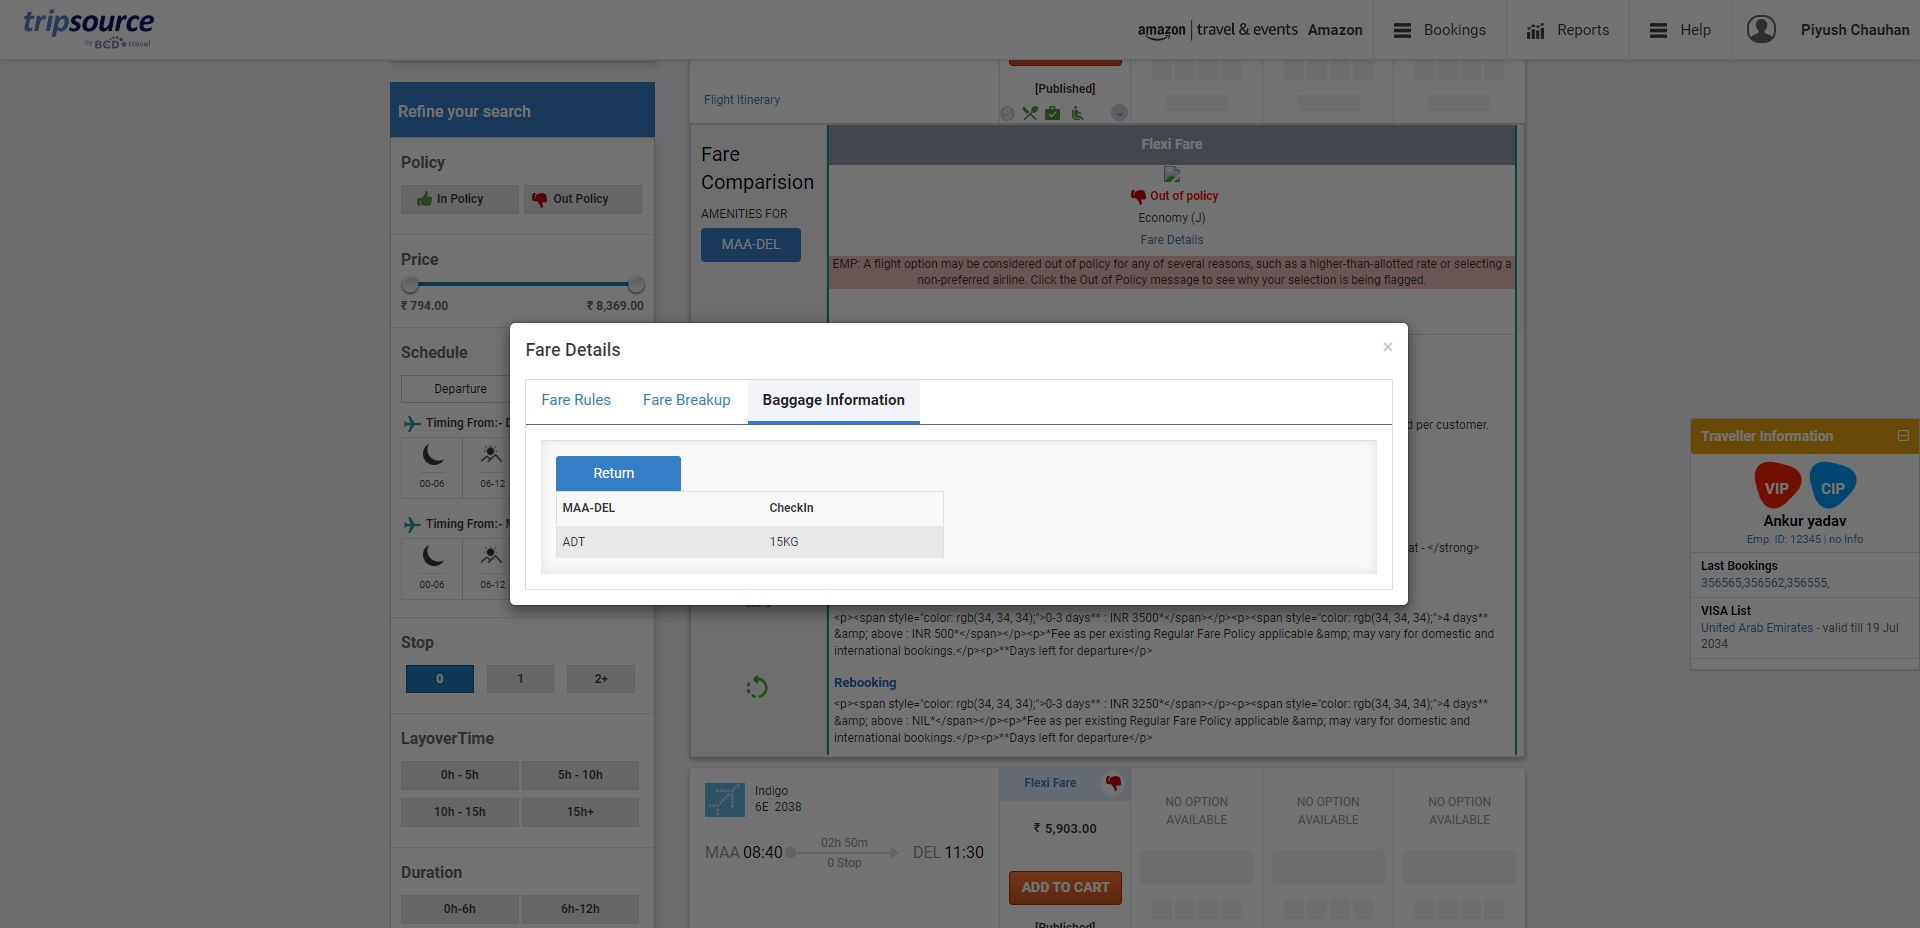 tripsource
by BCD travel
amazon | travel & events Amazon
Bookings
Reports
Help
Piyush Chauhan
Refine your search
Policy
In Policy
Out Policy
Price
₹ 794.00
₹ 8,369.00
Schedule
Departure
Timing From:-
00-06
06-12
Timing From:-
00-06
06-12
Stop
0
1
2+
LayoverTime
0h - 5h
5h - 10h
10h - 15h
15h+
Duration
0h-6h
6h-12h
Flight Itinerary
[Published]
Fare
Comparision
AMENITIES FOR
MAA-DEL
Flexi Fare
Out of policy
Economy (J)
Fare Details
EMP: A flight option may be considered out of policy for any of several reasons, such as a higher-than-allotted rate or selecting a
non-preferred airline. Click the Out of Policy message to see why your selection is being flagged.
Fare Details
×
Fare Rules
Fare Breakup
Baggage Information
Return
MAA-DEL
CheckIn
ADT
15KG
d per customer.
at - </strong>
<p><span style="color: rgb(34, 34, 34);">0-3 days** : INR 3500*</span></p><p><span style="color: rgb(34, 34, 34);">4 days**
&amp; above : INR 500*</span></p><p>*Fee as per existing Regular Fare Policy applicable &amp; may vary for domestic and
international bookings.</p><p>**Days left for departure</p>
Rebooking
<p><span style="color: rgb(34, 34, 34);">0-3 days** : INR 3250*</span></p><p><span style="color: rgb(34, 34, 34);">4 days**
&amp; above : NIL*</span></p><p>*Fee as per existing Regular Fare Policy applicable &amp; may vary for domestic and
international bookings.</p><p>**Days left for departure</p>
Indigo
6E 2038
MAA 08:40
02h 50m
0 Stop
DEL 11:30
Flexi Fare
₹ 5,903.00
ADD TO CART
[Published]
NO OPTION
AVAILABLE
NO OPTION
AVAILABLE
NO OPTION
AVAILABLE
Traveller Information
VIP
CIP
Ankur yadav
Emp. ID: 12345 | no Info
Last Bookings
356565,356562,356555,
VISA List
United Arab Emirates - valid till 19 Jul
2034